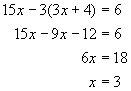 15x − 3(3x + 4) = 6
15x − 9x − 12 = 6
6x = 18
x = 3